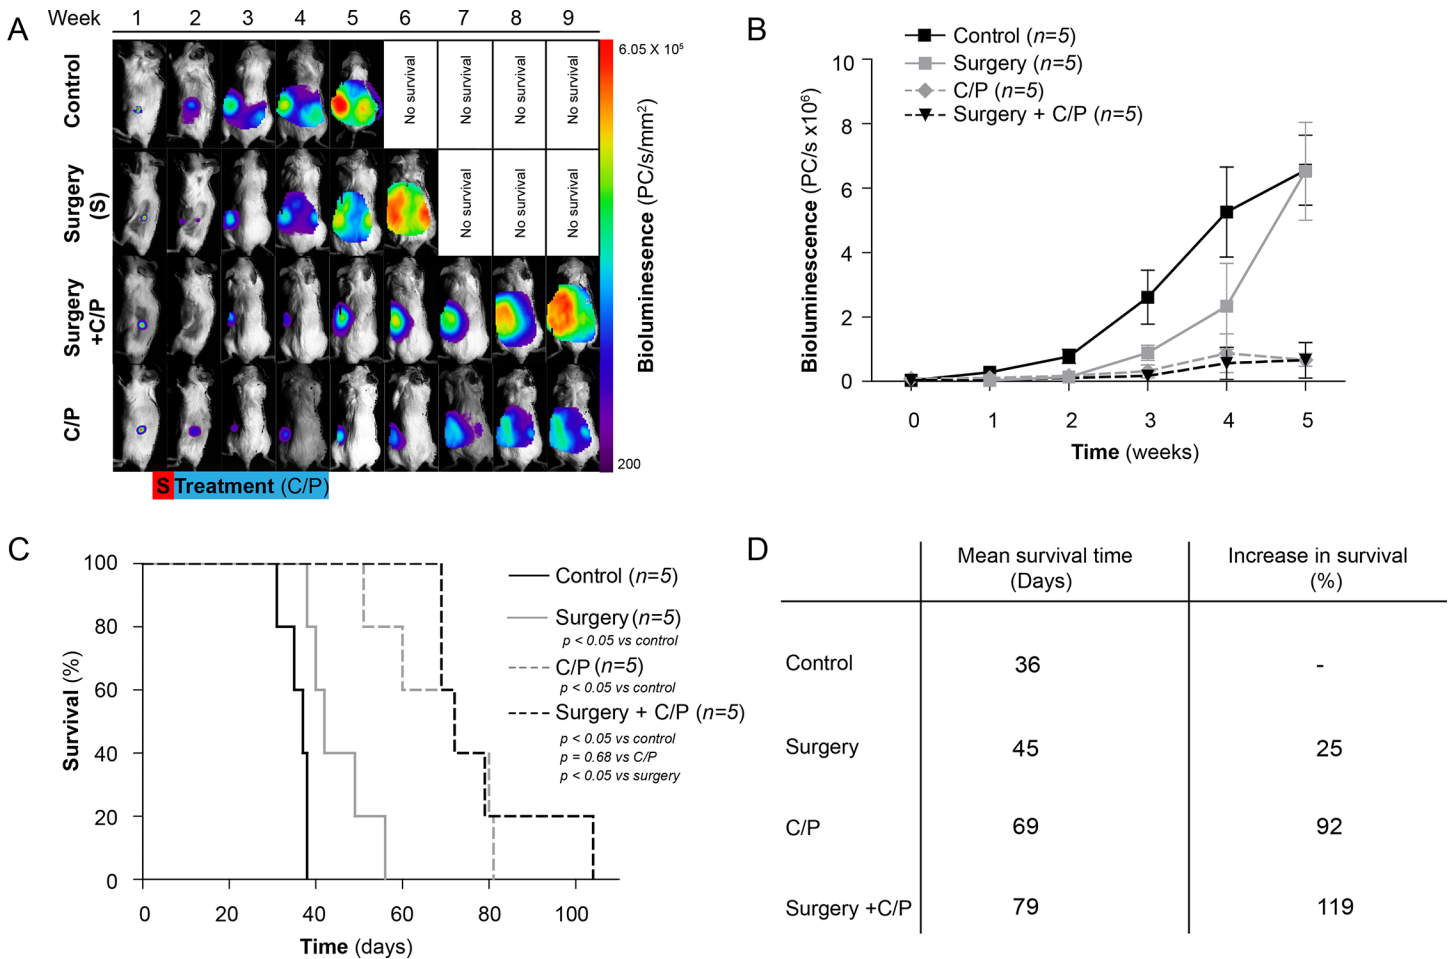 A
Week 1 2 3 4 5 6 7 8 9
Control
No survival
No survival
No survival
No survival
Surgery
(S)
No survival
No survival
No survival
Surgery
+C/P
C/P
S Treatment (C/P)
6.05 X 10⁵
200
Bioluminesence (PC/s/mm²)
B
Control (n=5)
Surgery (n=5)
C/P (n=5)
Surgery + C/P (n=5)
Bioluminescence (PC/s x10⁶)
10
8
6
4
2
0
0 1 2 3 4 5
Time (weeks)
C
Survival (%)
100
80
60
40
20
0
0 20 40 60 80 100
Time (days)
Control (n=5)
Surgery (n=5)
p < 0.05 vs control
C/P (n=5)
p < 0.05 vs control
Surgery + C/P (n=5)
p < 0.05 vs control
p = 0.68 vs C/P
p < 0.05 vs surgery
D
Mean survival time
(Days)
Increase in survival
(%)
Control 36 -
Surgery 45 25
C/P 69 92
Surgery +C/P 79 119